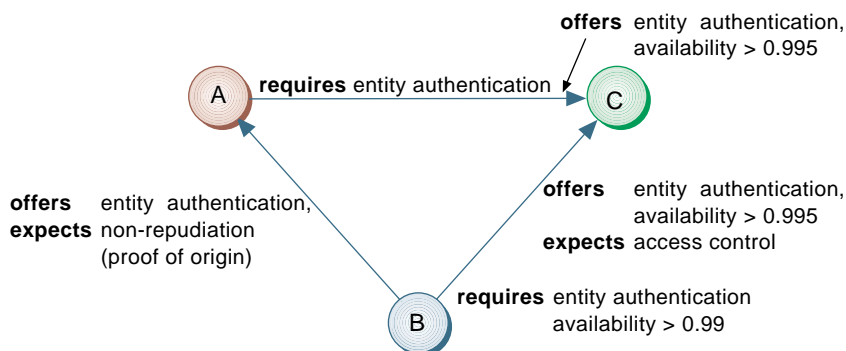 offers entity authentication,
availability > 0.995
requires entity authentication
A
C
offers entity authentication,
expects non-repudiation
(proof of origin)
offers entity authentication,
availability > 0.995
expects access control
requires entity authentication
availability > 0.99
B